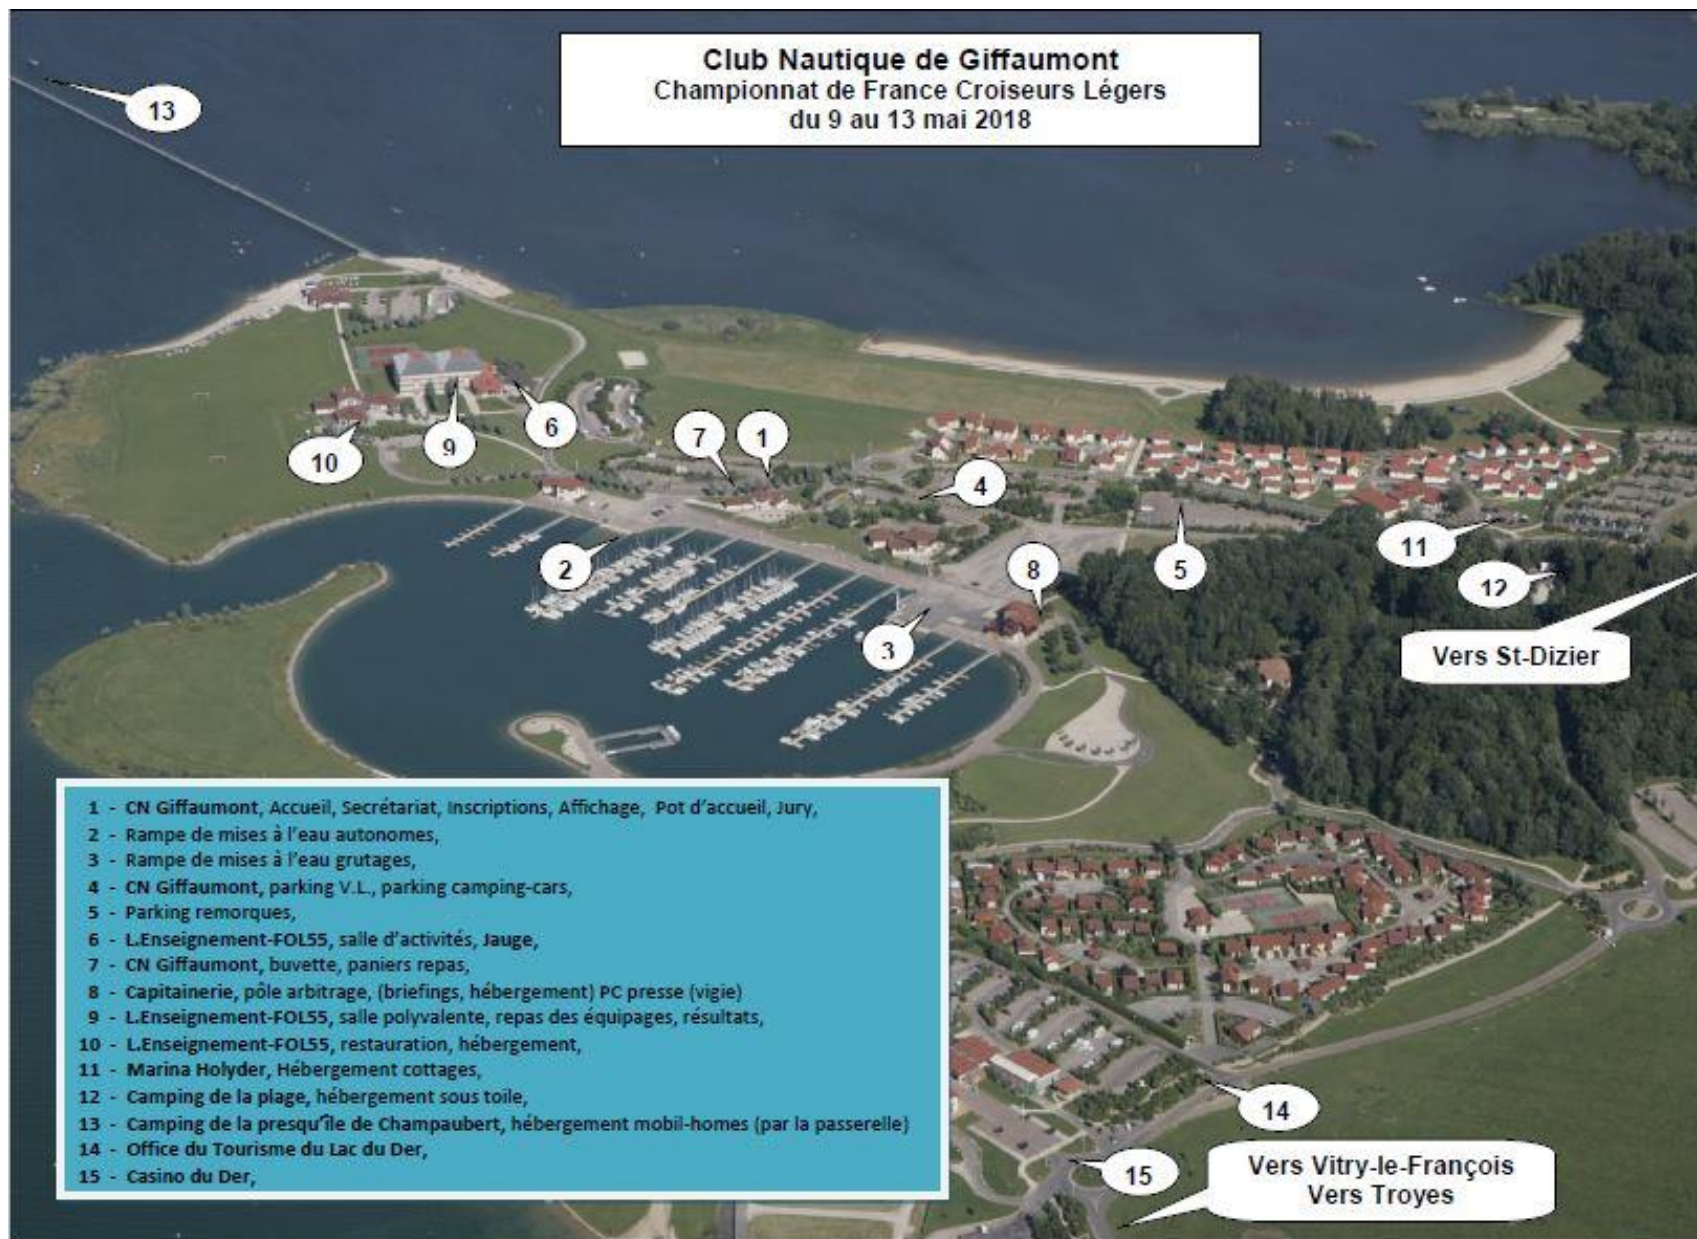 Club Nautique de Giffaumont
Championnat de France Croiseurs Légers
du 9 au 13 mai 2018
13
6
7
1
9
10
4
2
8
5
11
12
3
Vers St-Dizier
1 - CN Giffaumont, Accueil, Secrétariat, Inscriptions, Affichage, Pot d'accueil, Jury,
2 - Rampe de mises à l'eau autonomes,
3 - Rampe de mises à l'eau grutages,
4 - CN Giffaumont, parking V.L., parking camping-cars,
5 - Parking remorques,
6 - L.Enseignement-FOL55, salle d'activités, Jauge,
7 - CN Giffaumont, buvette, paniers repas,
8 - Capitainerie, pôle arbitrage, (briefings, hébergement) PC presse (vigie)
9 - L.Enseignement-FOL55, salle polyvalente, repas des équipages, résultats,
10 - L.Enseignement-FOL55, restauration, hébergement,
11 - Marina Holyder, Hébergement cottages,
12 - Camping de la plage, hébergement sous toile,
13 - Camping de la presqu'île de Champaubert, hébergement mobil-homes (par la passerelle)
14 - Office du Tourisme du Lac du Der,
15 - Casino du Der,
14
15
Vers Vitry-le-François
Vers Troyes